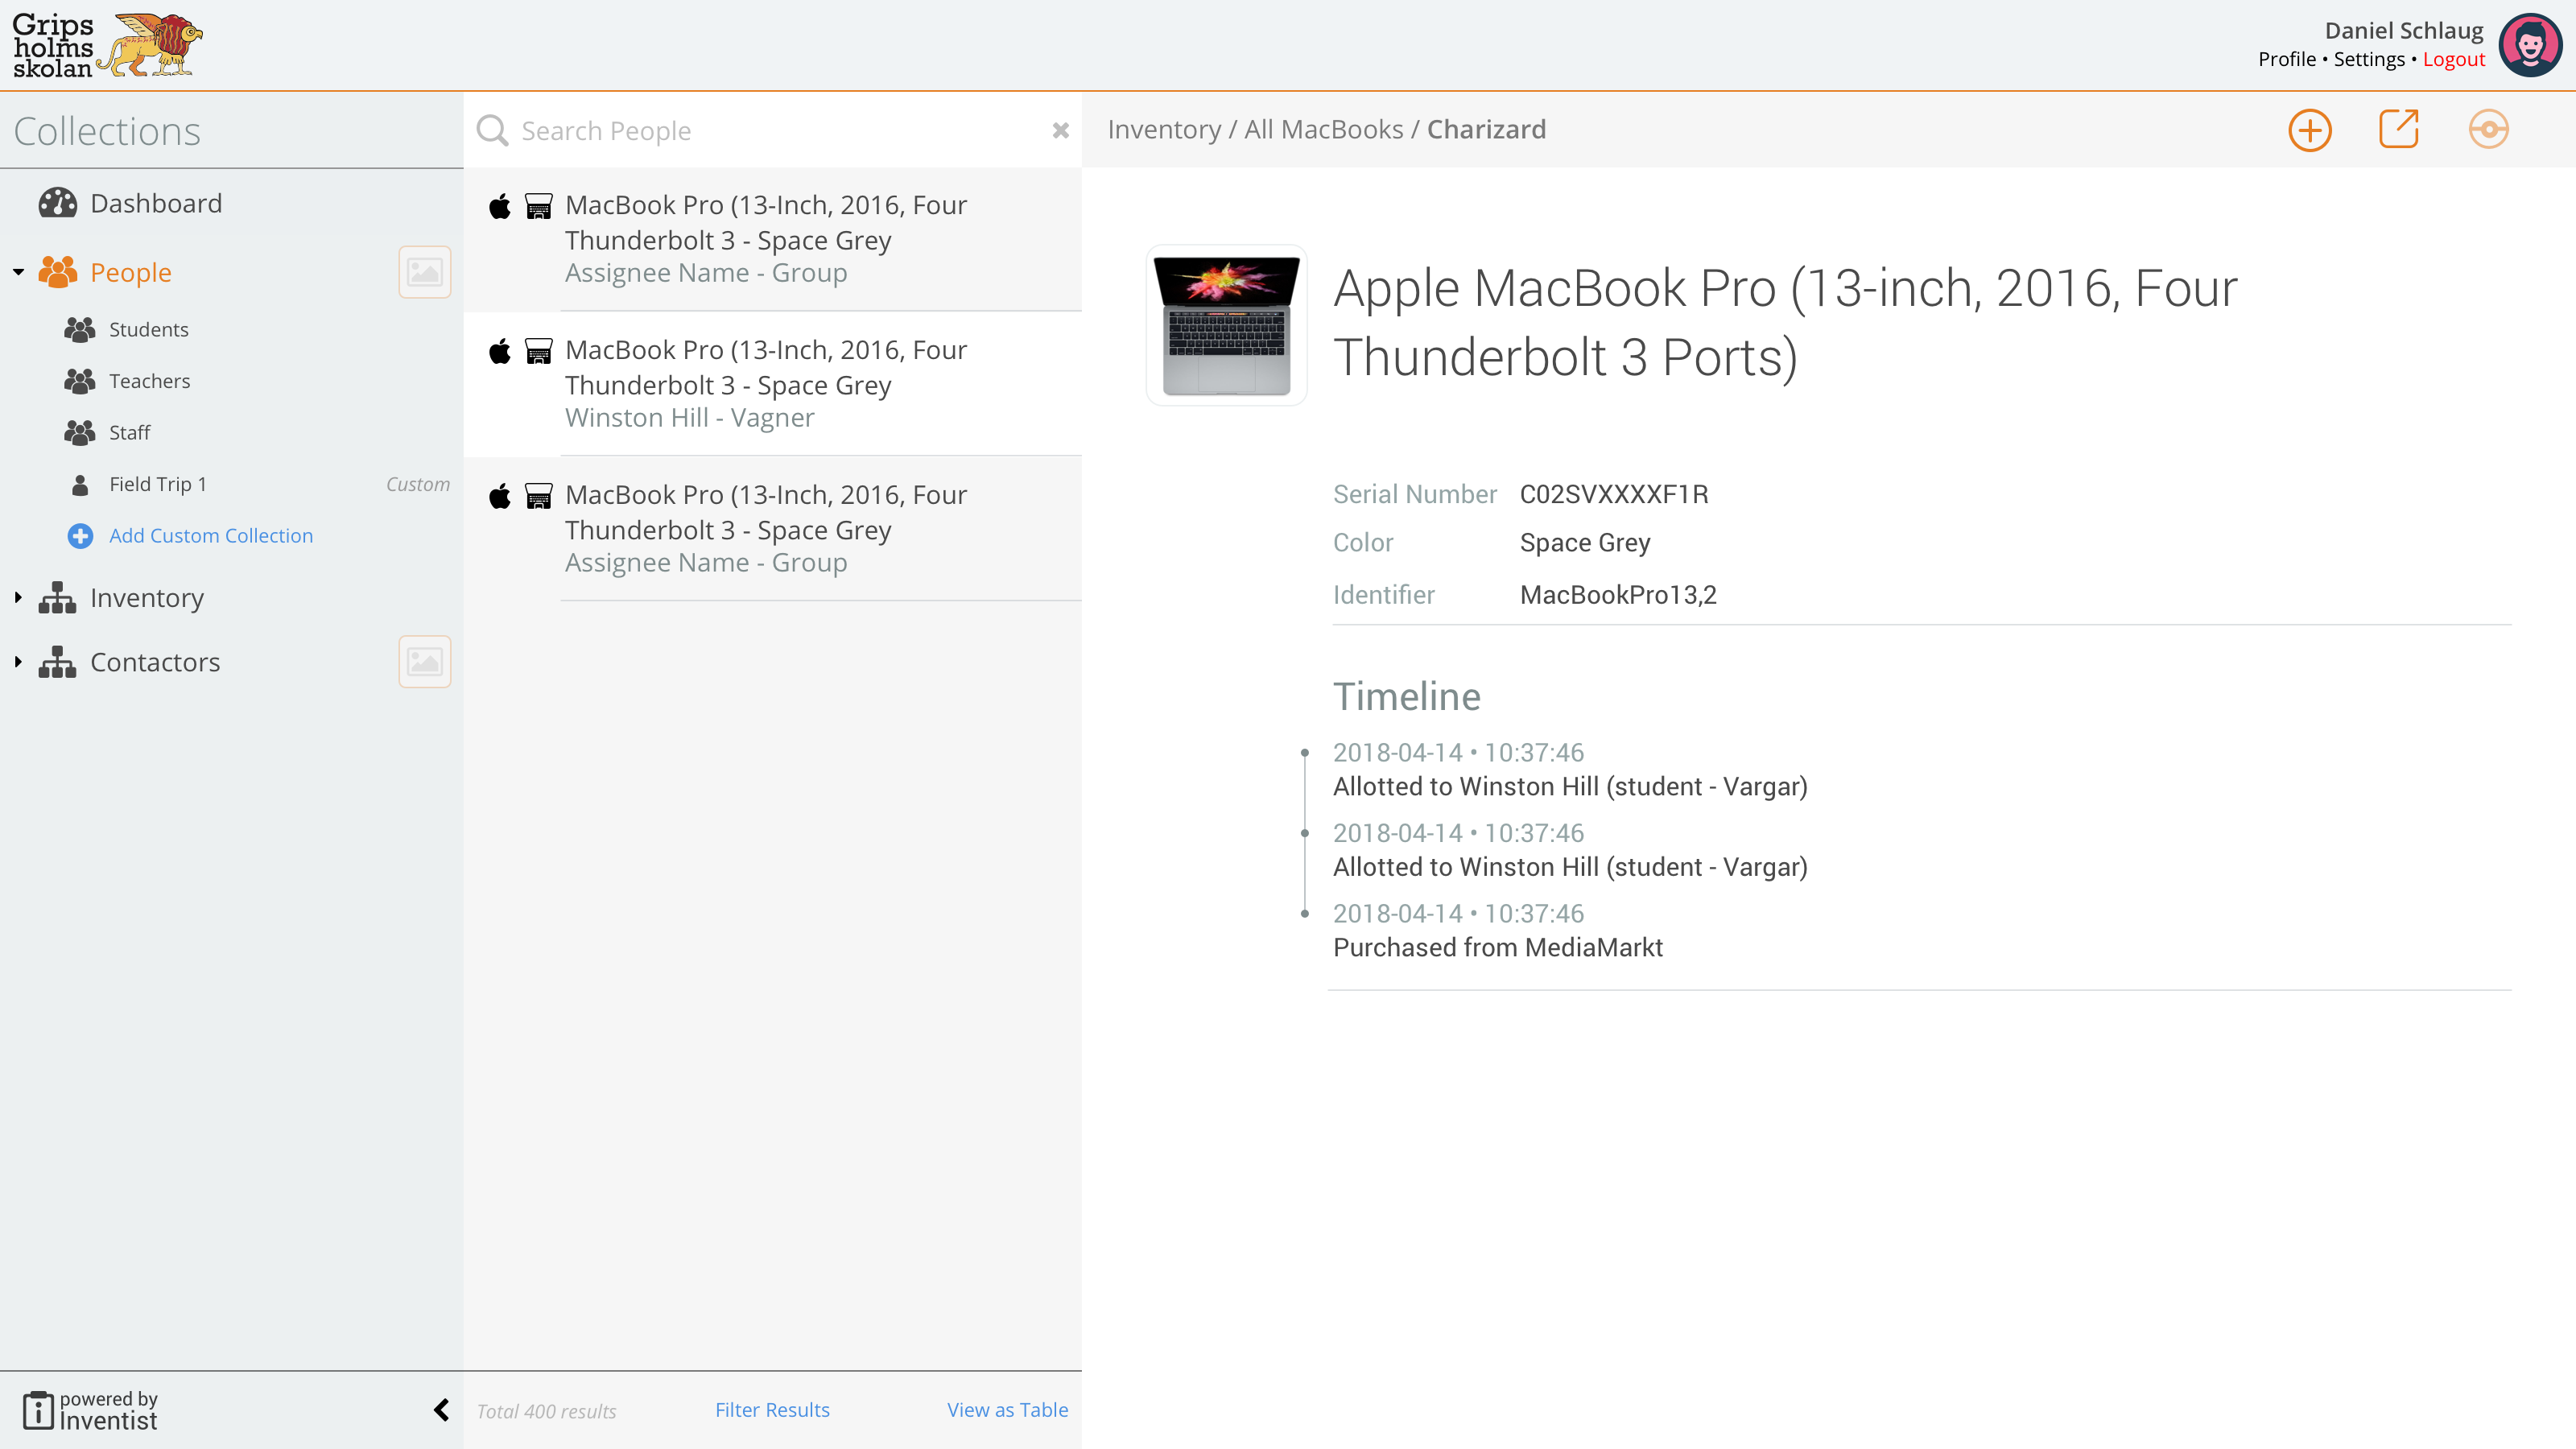 Grips
holms
skolan
Daniel Schlaug
Profile • Settings • Logout
Collections
Search People
Inventory / All MacBooks / Charizard
Dashboard
People
Students
Teachers
Staff
Field Trip 1
Custom
Add Custom Collection
Inventory
Contactors
MacBook Pro (13-Inch, 2016, Four
Thunderbolt 3 - Space Grey
Assignee Name - Group
MacBook Pro (13-Inch, 2016, Four
Thunderbolt 3 - Space Grey
Winston Hill - Vagner
MacBook Pro (13-Inch, 2016, Four
Thunderbolt 3 - Space Grey
Assignee Name - Group
Apple MacBook Pro (13-inch, 2016, Four
Thunderbolt 3 Ports)
Serial Number C02SVXXXXF1R
Color Space Grey
Identifier MacBookPro13,2
Timeline
2018-04-14 • 10:37:46
Allotted to Winston Hill (student - Vargar)
2018-04-14 • 10:37:46
Allotted to Winston Hill (student - Vargar)
2018-04-14 • 10:37:46
Purchased from MediaMarkt
powered by
Inventist
Total 400 results
Filter Results
View as Table